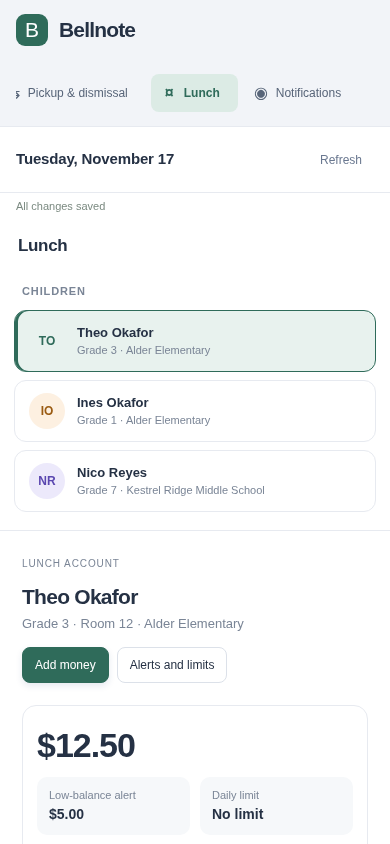 B Bellnote
Pickup & dismissal
¤ Lunch
◉ Notifications
Tuesday, November 17
Refresh
All changes saved
Lunch
CHILDREN
TO
Theo Okafor
Grade 3 · Alder Elementary
IO
Ines Okafor
Grade 1 · Alder Elementary
NR
Nico Reyes
Grade 7 · Kestrel Ridge Middle School
LUNCH ACCOUNT
Theo Okafor
Grade 3 · Room 12 · Alder Elementary
Add money
Alerts and limits
$12.50
Low-balance alert
$5.00
Daily limit
No limit